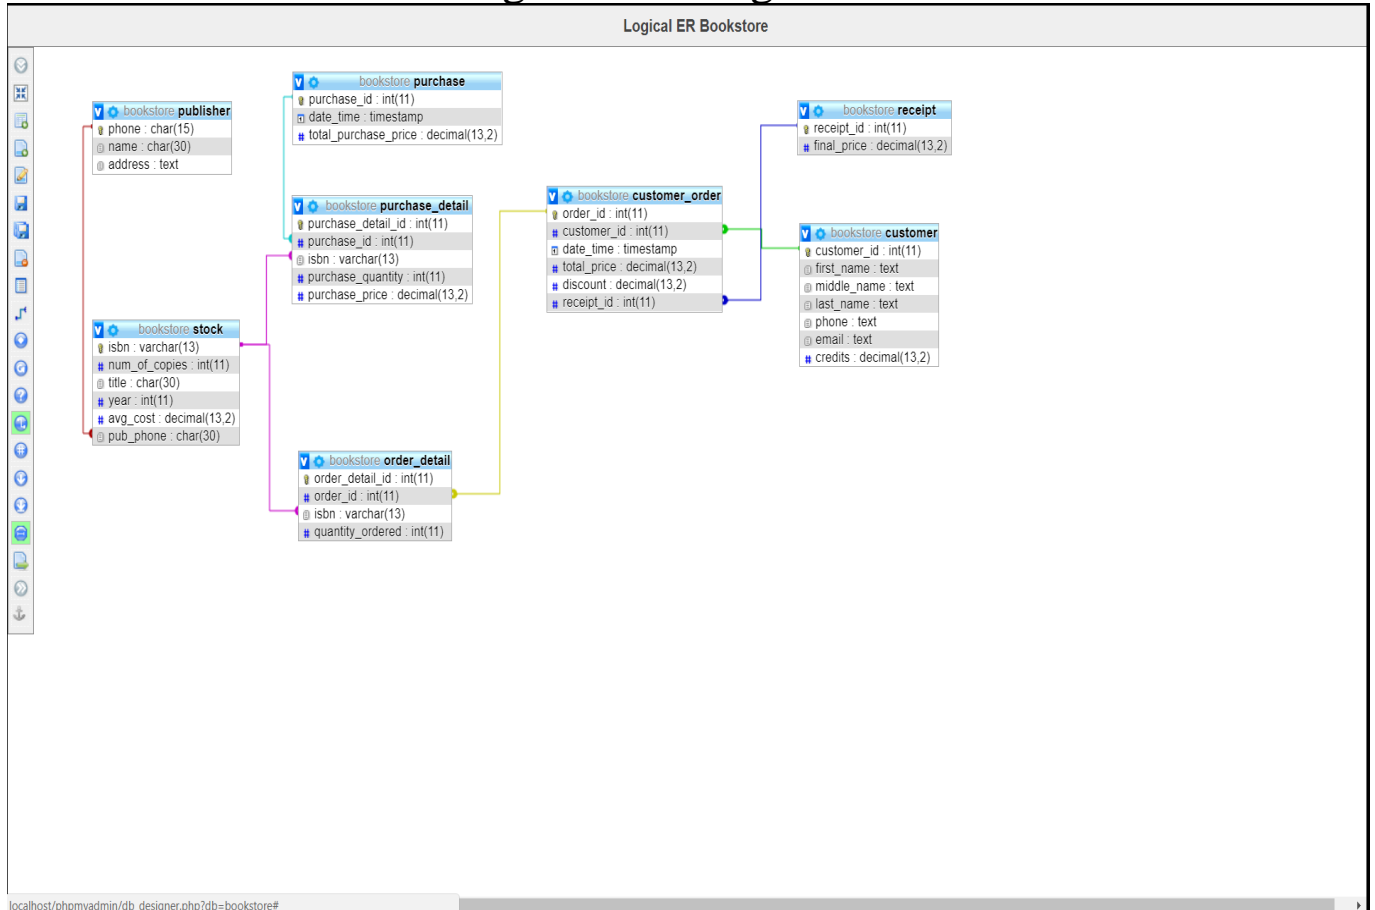 Logical ER Bookstore
bookstore publisher
phone : char(15)
name : char(30)
address : text
bookstore purchase
purchase_id : int(11)
date_time : timestamp
total_purchase_price : decimal(13,2)
bookstore purchase_detail
purchase_detail_id : int(11)
purchase_id : int(11)
isbn : varchar(13)
purchase_quantity : int(11)
purchase_price : decimal(13,2)
bookstore stock
isbn : varchar(13)
num_of_copies : int(11)
title : char(30)
year : int(11)
avg_cost : decimal(13,2)
pub_phone : char(30)
bookstore order_detail
order_detail_id : int(11)
order_id : int(11)
isbn : varchar(13)
quantity_ordered : int(11)
bookstore customer_order
order_id : int(11)
customer_id : int(11)
date_time : timestamp
total_price : decimal(13,2)
discount : decimal(13,2)
receipt_id : int(11)
bookstore receipt
receipt_id : int(11)
final_price : decimal(13,2)
bookstore customer
customer_id : int(11)
first_name : text
middle_name : text
last_name : text
phone : text
email : text
credits : decimal(13,2)
localhost/phpmyadmin/db_designer.php?db=bookstore#